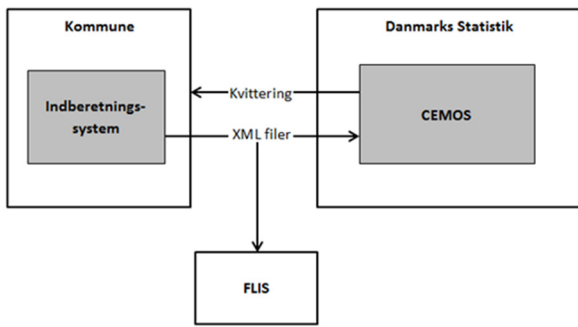 Kommune
Danmarks Statistik
Indberetnings-
system
Kvittering
XML filer
CEMOS
FLIS